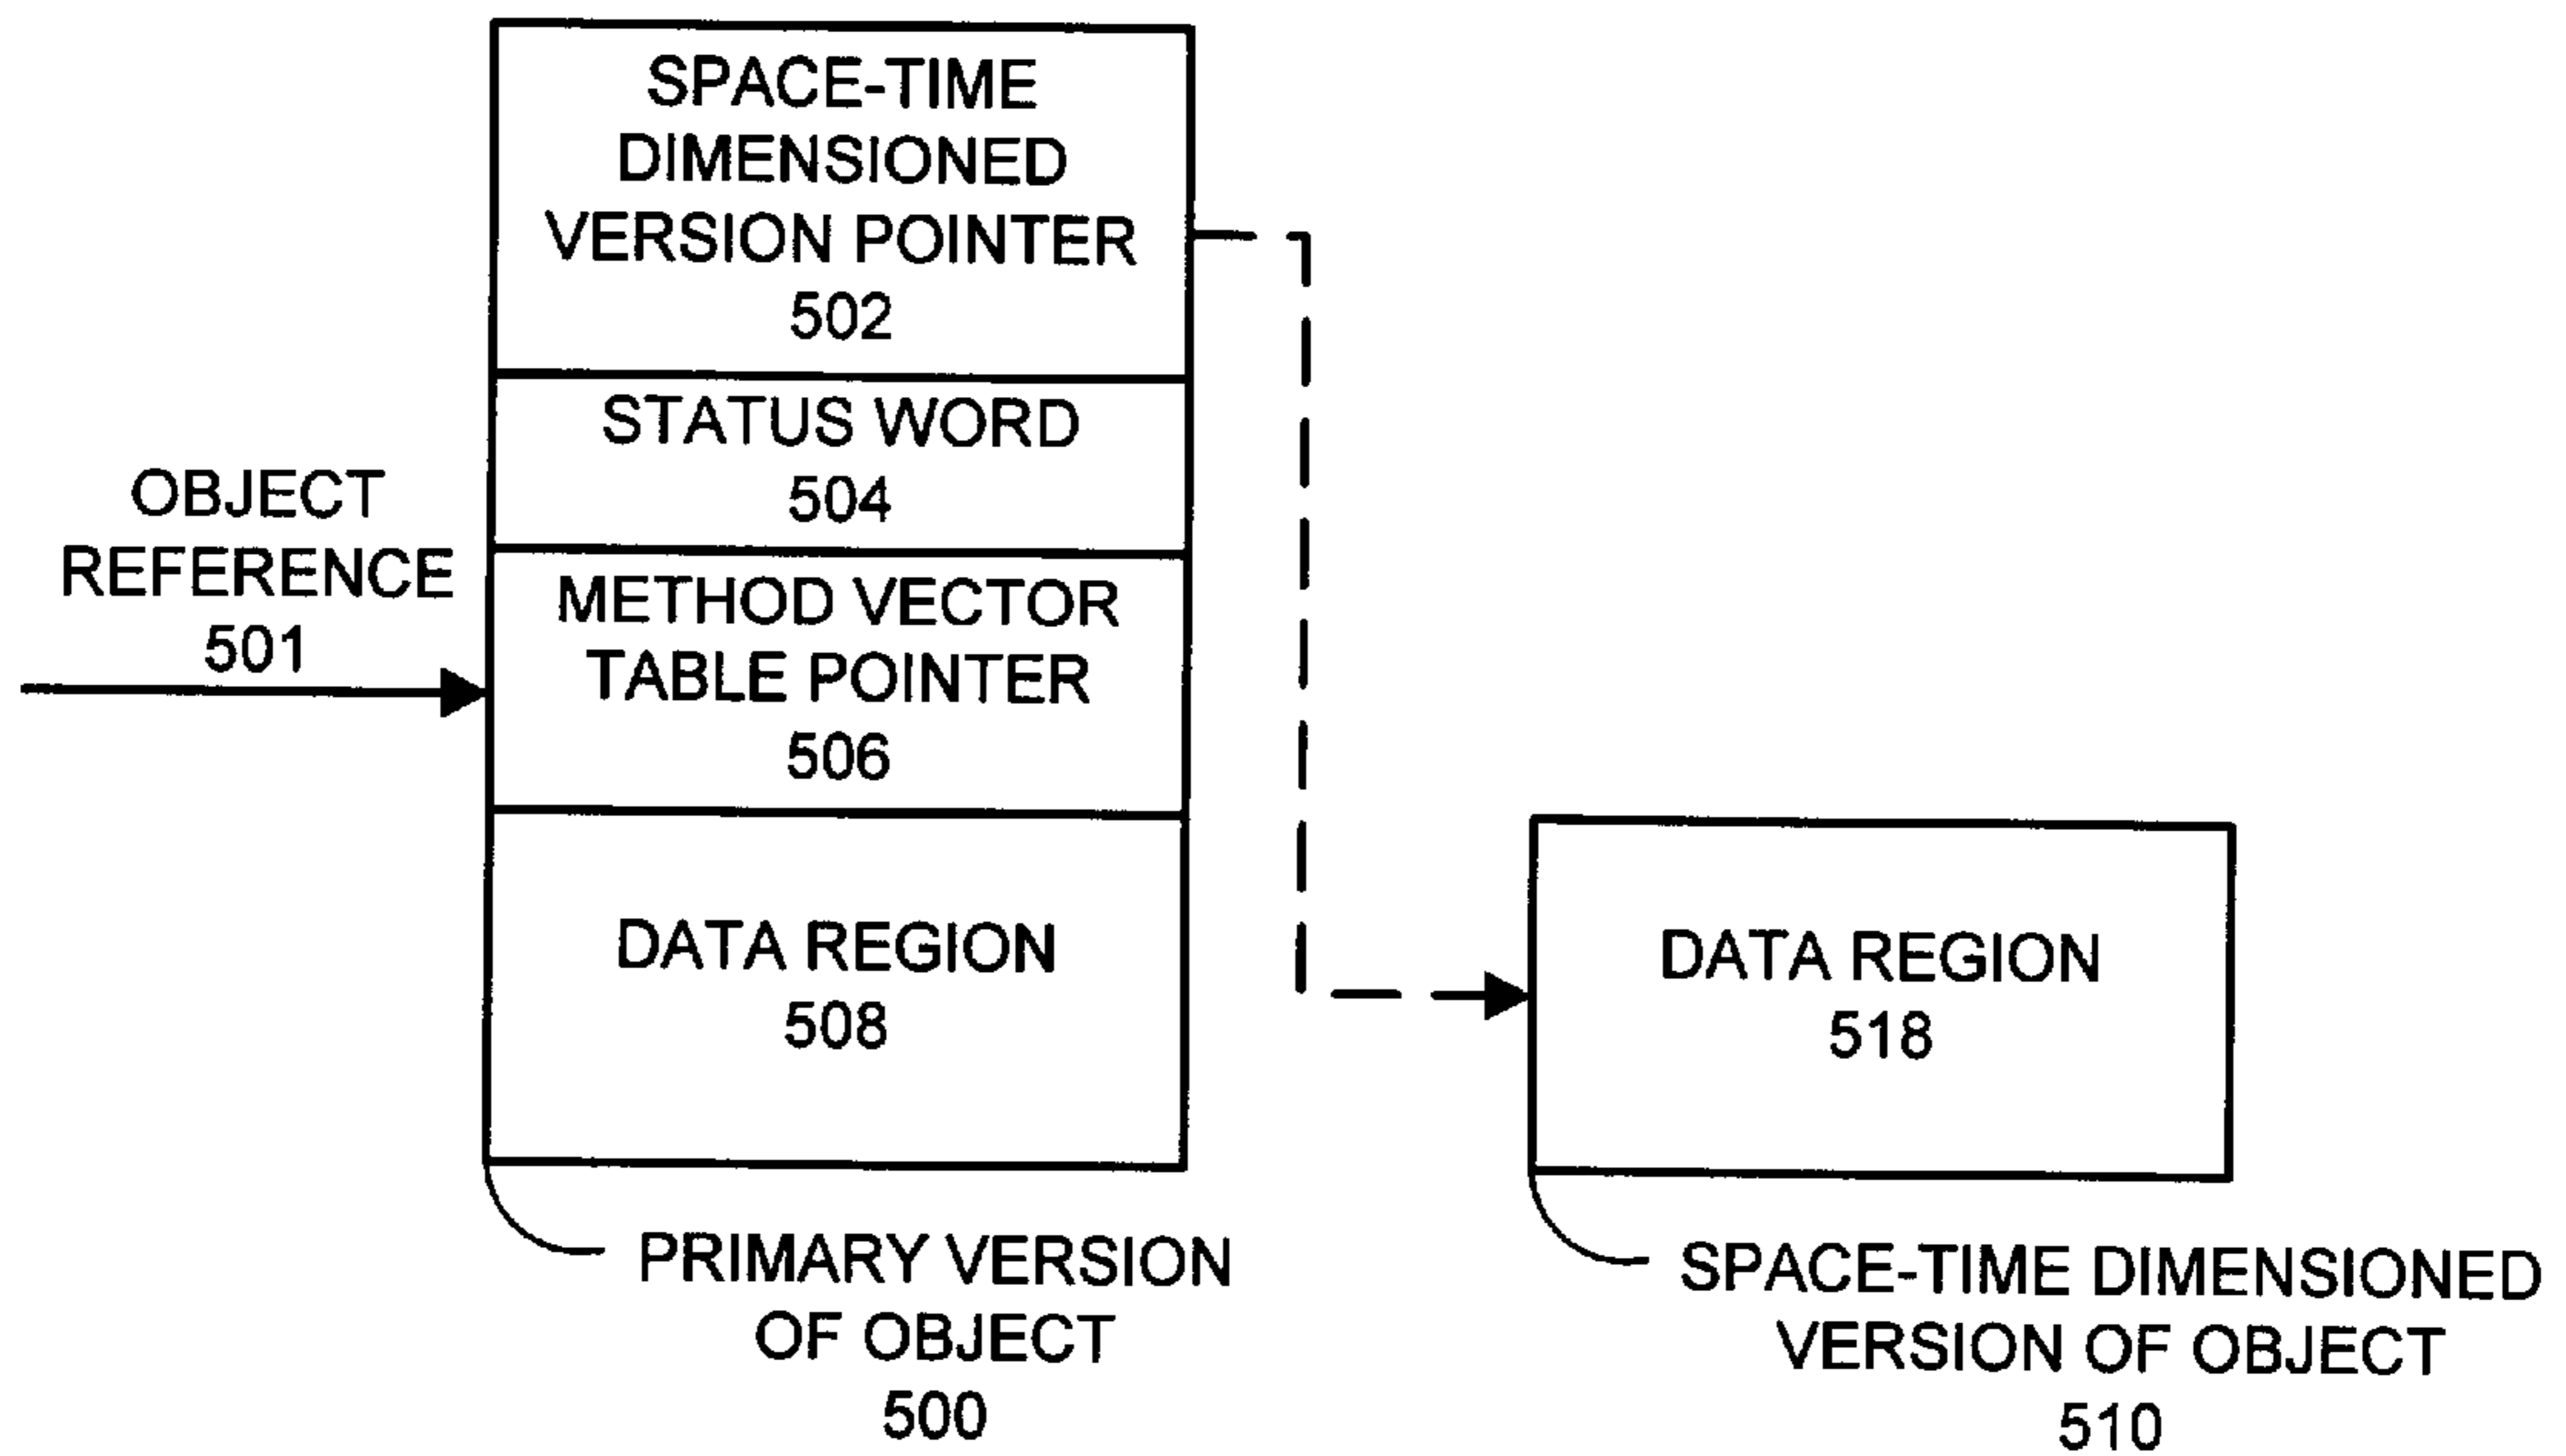 SPACE-TIME
DIMENSIONED
VERSION POINTER
502
STATUS WORD
504
OBJECT
REFERENCE
501
METHOD VECTOR
TABLE POINTER
506
DATA REGION
508
DATA REGION
518
PRIMARY VERSION
OF OBJECT
500
SPACE-TIME DIMENSIONED
VERSION OF OBJECT
510